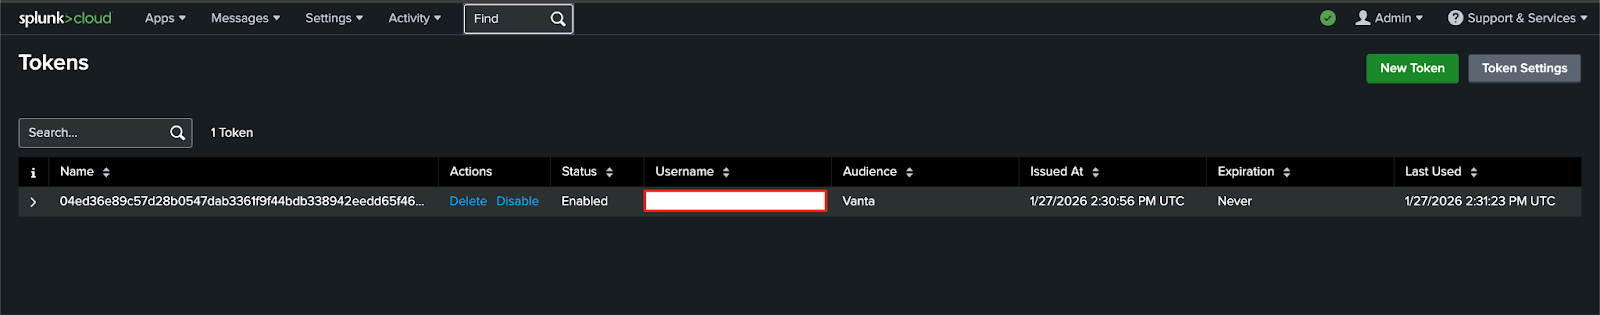 splunk>cloud Apps Messages Settings Activity Find Admin Support & Services
Tokens
New Token Token Settings
Search... 1 Token
i Name Actions Status Username Audience Issued At Expiration Last Used
04ed36e89c57d28b0547dab3361f9f44bdb338942eedd65f46... Delete Disable Enabled Vanta 1/27/2026 2:30:56 PM UTC Never 1/27/2026 2:31:23 PM UTC